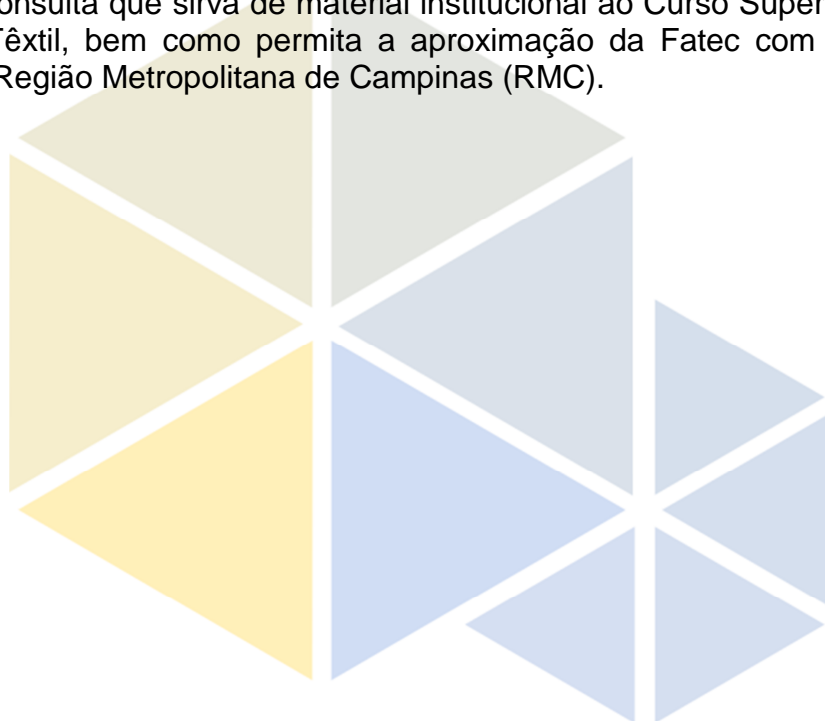 onsulta que sirva de material institucional ao Curso Super
Têxtil, bem como permita a aproximação da Fatec com
Região Metropolitana de Campinas (RMC).